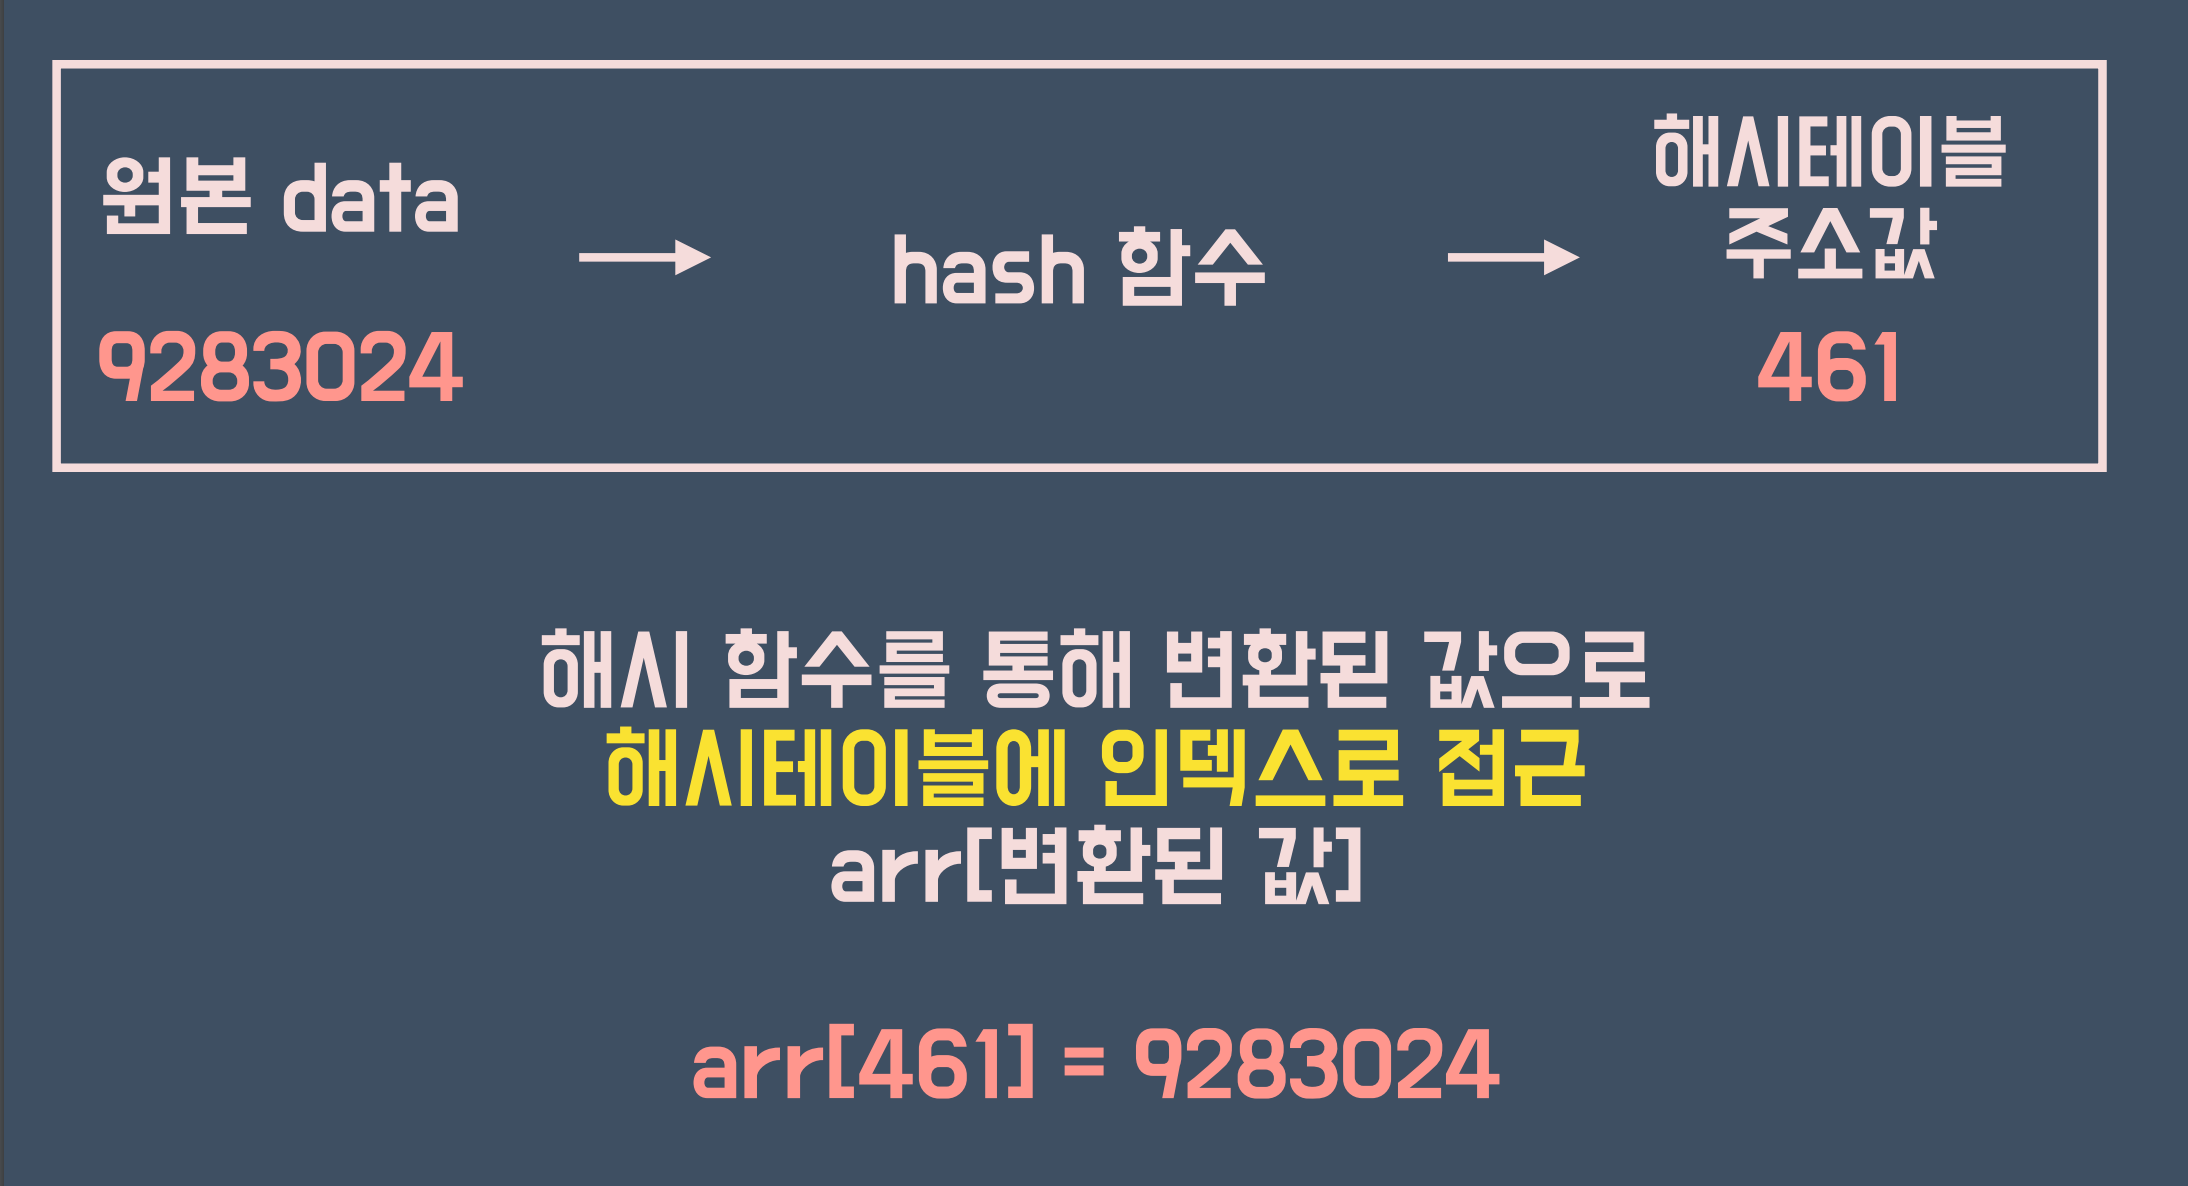 원본 data
9283024
hash 함수
해시테이블
주소값
461
해시 함수를 통해 변환된 값으로
해시테이블에 인덱스로 접근
arr[변환된 값]
arr[461] = 9283024